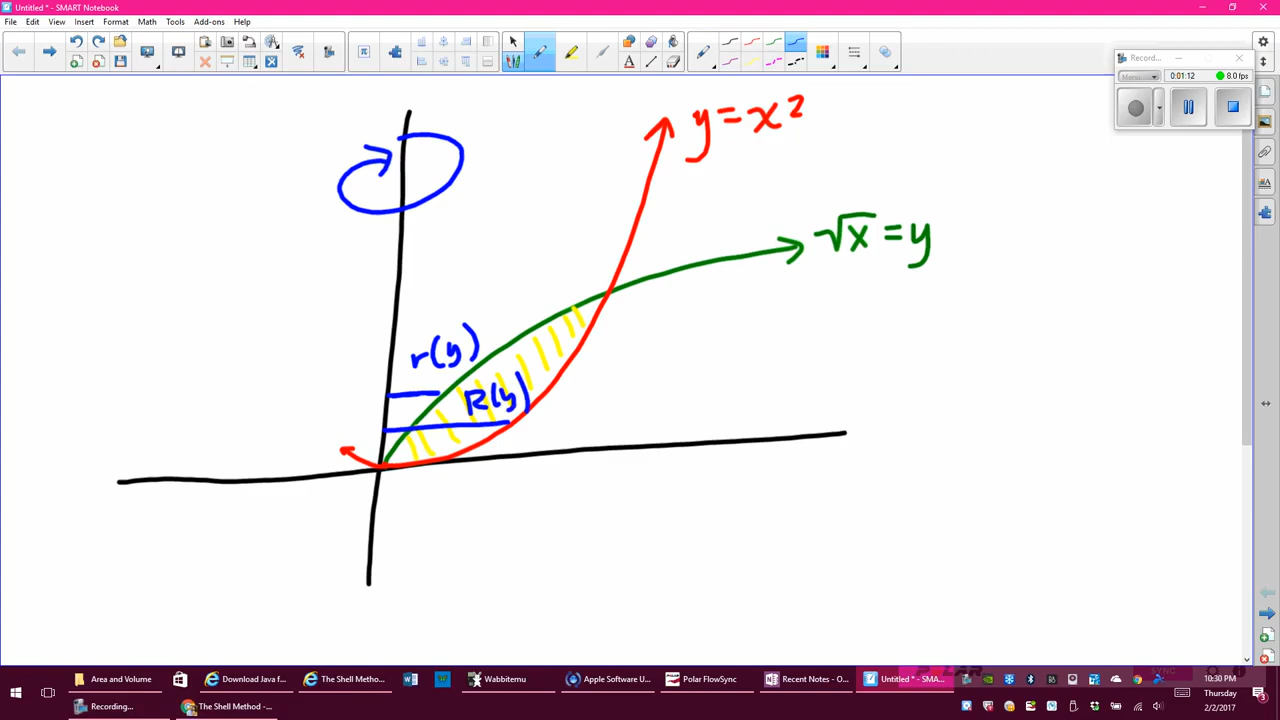 Untitled * - SMART Notebook
File Edit View Insert Format Math Tools Add-ons Help
Record...
Menu
0:01:12 8.0 fps
y = x²
√x = y
r(y)
R(y)
Area and Volume
Download Java f...
The Shell Metho...
Wabbitemu
Apple Software U...
Polar FlowSync
Recent Notes - O...
Untitled * - SMA...
10:30 PM
Thursday
2/2/2017
Recording...
The Shell Method -...